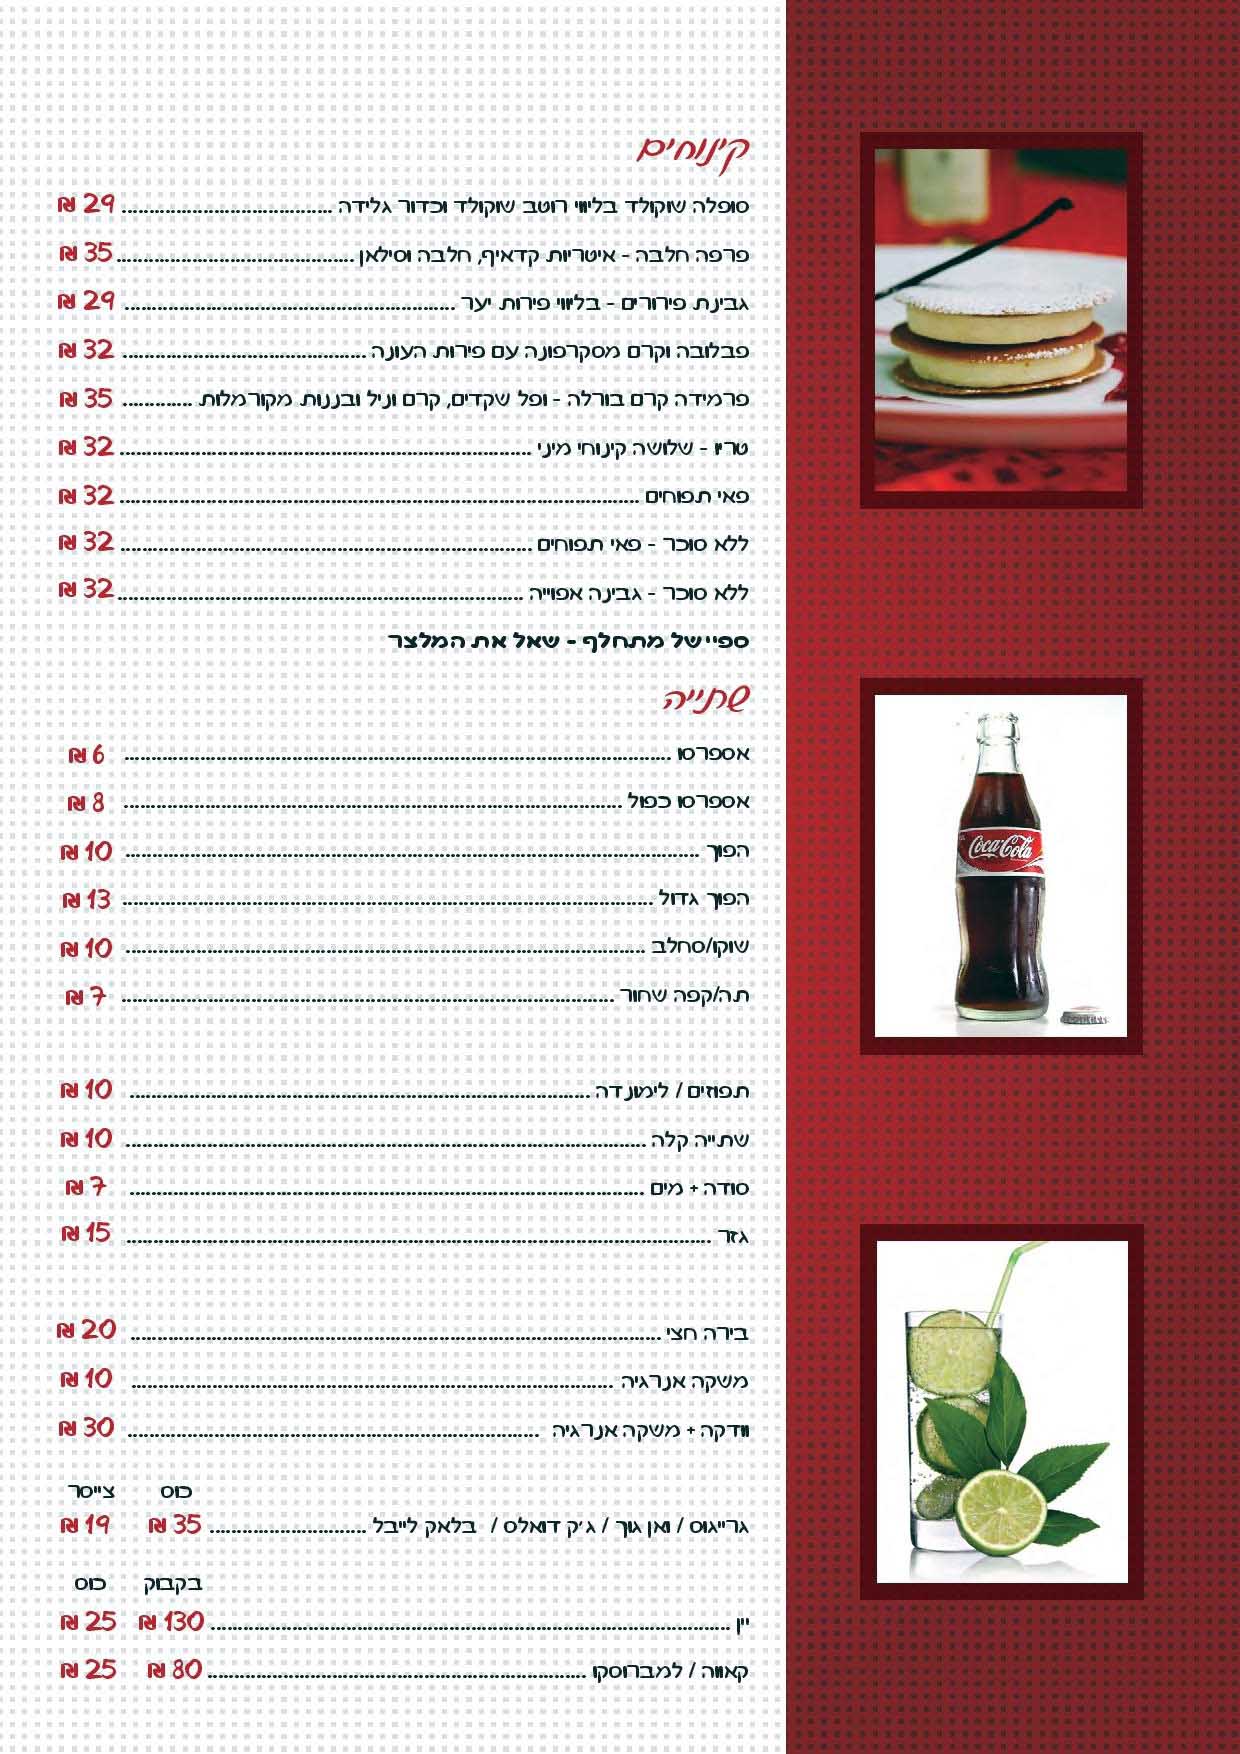 קינוחים
סופלה שוקולד בליווי רוטב שוקולד וכדור גלידה ₪ 29
פרפה חלבה - איטריות קדאיף, חלבה וסילאן ₪ 35
גבינת פירורים - בליווי פירות יער ₪ 29
פבלובה וקרם מסקרפונה עם פירות העונה ₪ 32
פרמידה קרם בורלה - ופל שקדים, קרם וניל ובננות מקורמלות ₪ 35
טריו - שלושה קינוחי מיני ₪ 32
פאי תפוחים ₪ 32
ללא סוכר - פאי תפוחים ₪ 32
ללא סוכר - גבינה אפוייה ₪ 32
ספיישל מתחלף - שאל את המלצר
שתייה
אספרסו ₪ 6
אספרסו כפול ₪ 8
הפוך ₪ 10
הפוך גדול ₪ 13
שוקו/סחלב ₪ 10
תה/קפה שחור ₪ 7
תפוזים / לימונדה ₪ 10
שתייה קלה ₪ 10
סודה + מים ₪ 7
גזר ₪ 15
בירה חצי ₪ 20
משקה אנרגיה ₪ 10
וודקה + משקה אנרגיה ₪ 30
כוס צייסר
גרייגוס / ואן גוך / ג'ק דואלס / בלאק לייבל ₪ 35 ₪ 19
בקבוק כוס
יין ₪ 130 ₪ 25
קאווה / למברוסקו ₪ 80 ₪ 25
Coca-Cola